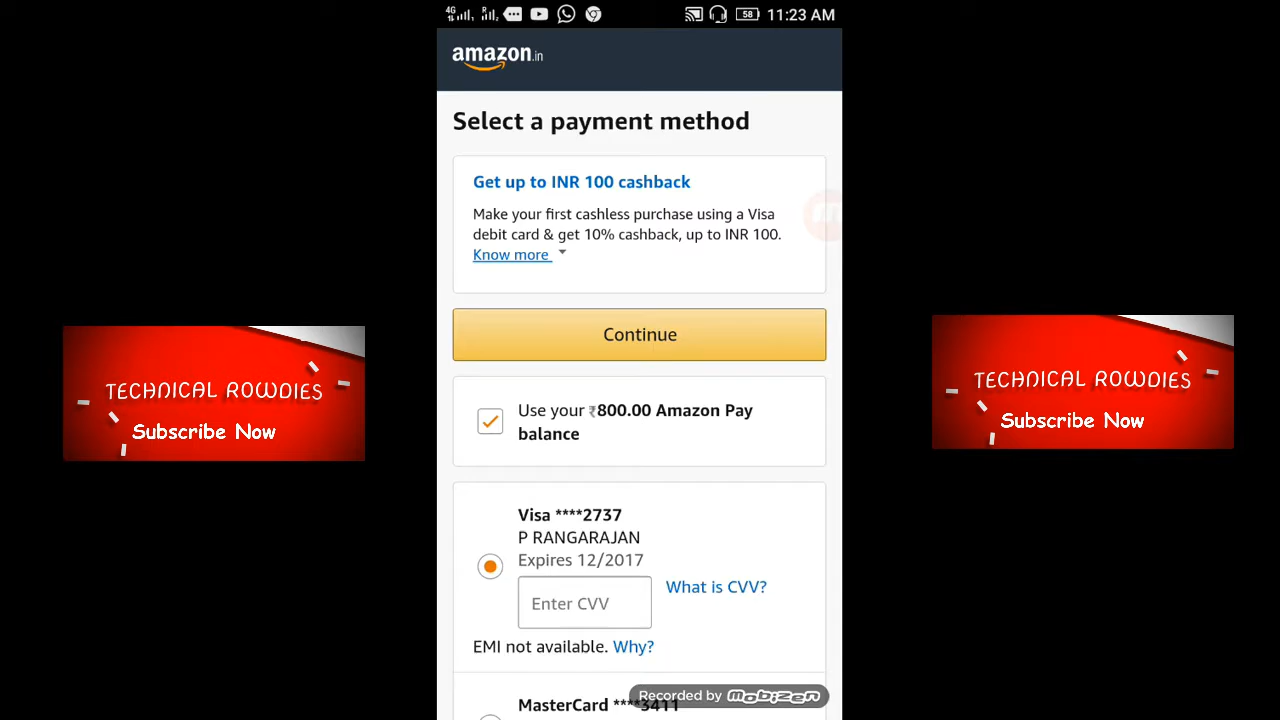 4G R 58 11:23 AM
amazon.in
Select a payment method
Get up to INR 100 cashback
Make your first cashless purchase using a Visa
debit card & get 10% cashback, up to INR 100.
Know more
Continue
Use your ₹800.00 Amazon Pay
balance
TECHNICAL ROWDIES
Subscribe Now
TECHNICAL ROWDIES
Subscribe Now
Visa ****2737
P RANGARAJAN
Expires 12/2017
Enter CVV
What is CVV?
EMI not available. Why?
MasterCard ****3411
Recorded by mobizen